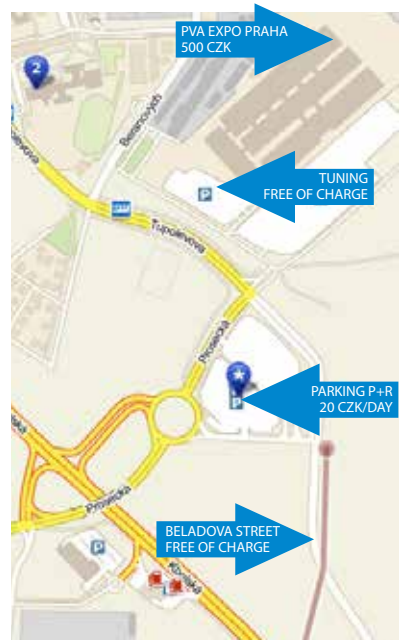 PVA EXPO PRAHA
500 CZK
2
Beranových
P
TUNING
FREE OF CHARGE
Tupolevova
Prosecká
P
PARKING P+R
20 CZK/DAY
BELADOVA STREET
FREE OF CHARGE
Prosecká
P